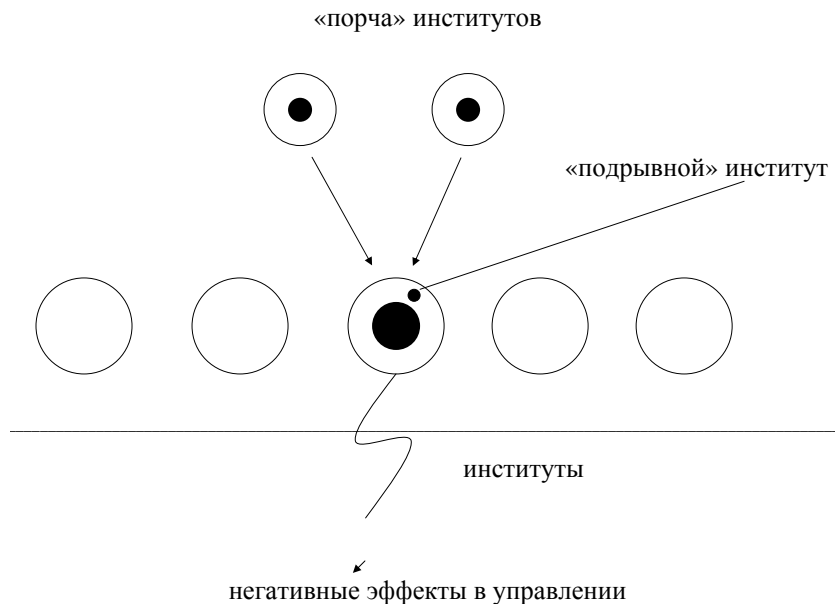 «порча» институтов
«подрывной» институт
институты
негативные эффекты в управлении